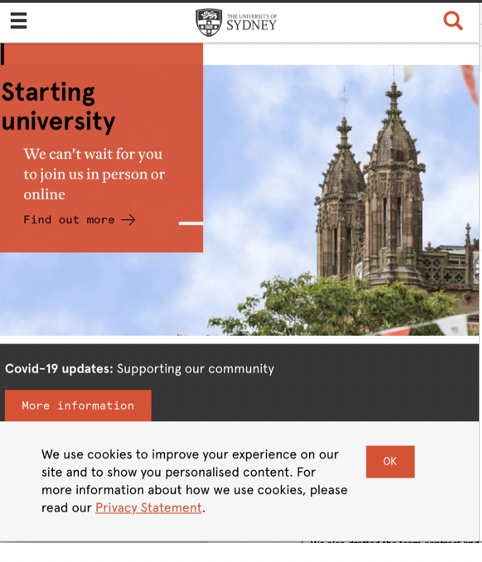 THE UNIVERSITY OF
SYDNEY
Starting
university
We can't wait for you
to join us in person or
online
Find out more →
Covid-19 updates: Supporting our community
More information
We use cookies to improve your experience on our
site and to show you personalised content. For
more information about how we use cookies, please
read our Privacy Statement.
OK